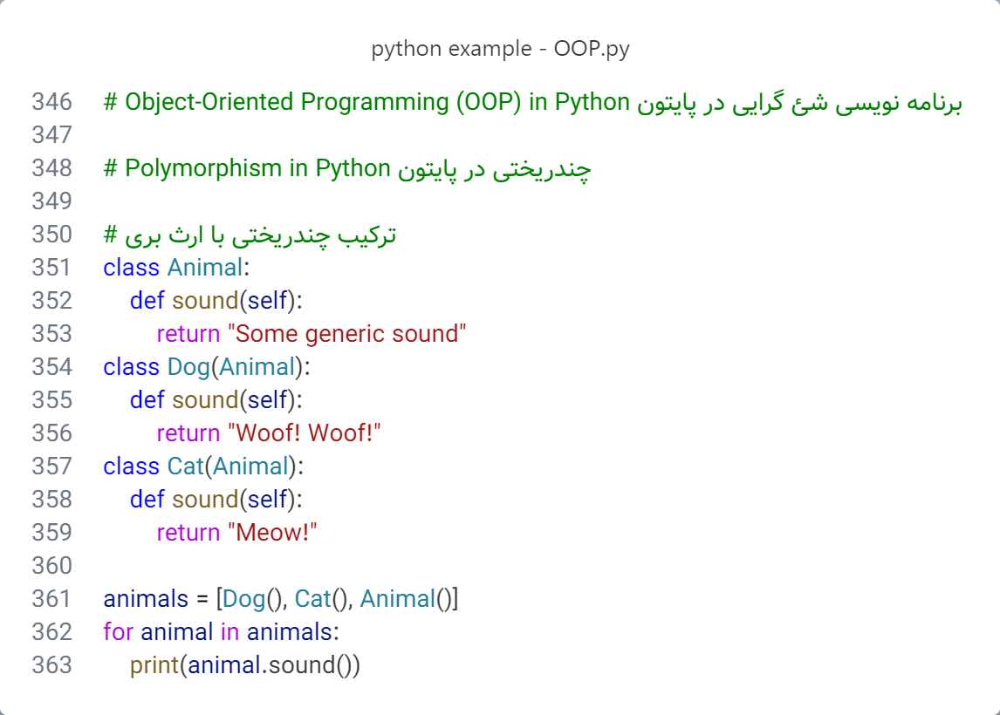 python example - OOP.py
346 # Object-Oriented Programming (OOP) in Python برنامه نویسی شئ گرایی در پایتون
347
348 # Polymorphism in Python چندریختی در پایتون
349
350 # ترکیب چندریختی با ارث بری
351 class Animal:
352     def sound(self):
353         return "Some generic sound"
354 class Dog(Animal):
355     def sound(self):
356         return "Woof! Woof!"
357 class Cat(Animal):
358     def sound(self):
359         return "Meow!"
360
361 animals = [Dog(), Cat(), Animal()]
362 for animal in animals:
363     print(animal.sound())